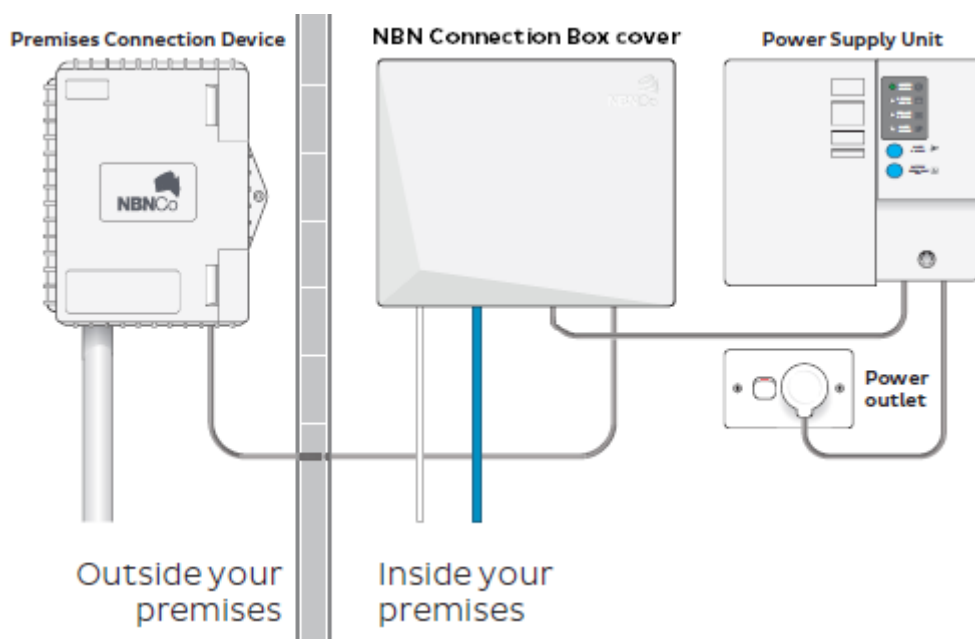 Premises Connection Device
NBN Connection Box cover
Power Supply Unit
NBNCo
NBNCo
Power
outlet
Outside your
premises
Inside your
premises